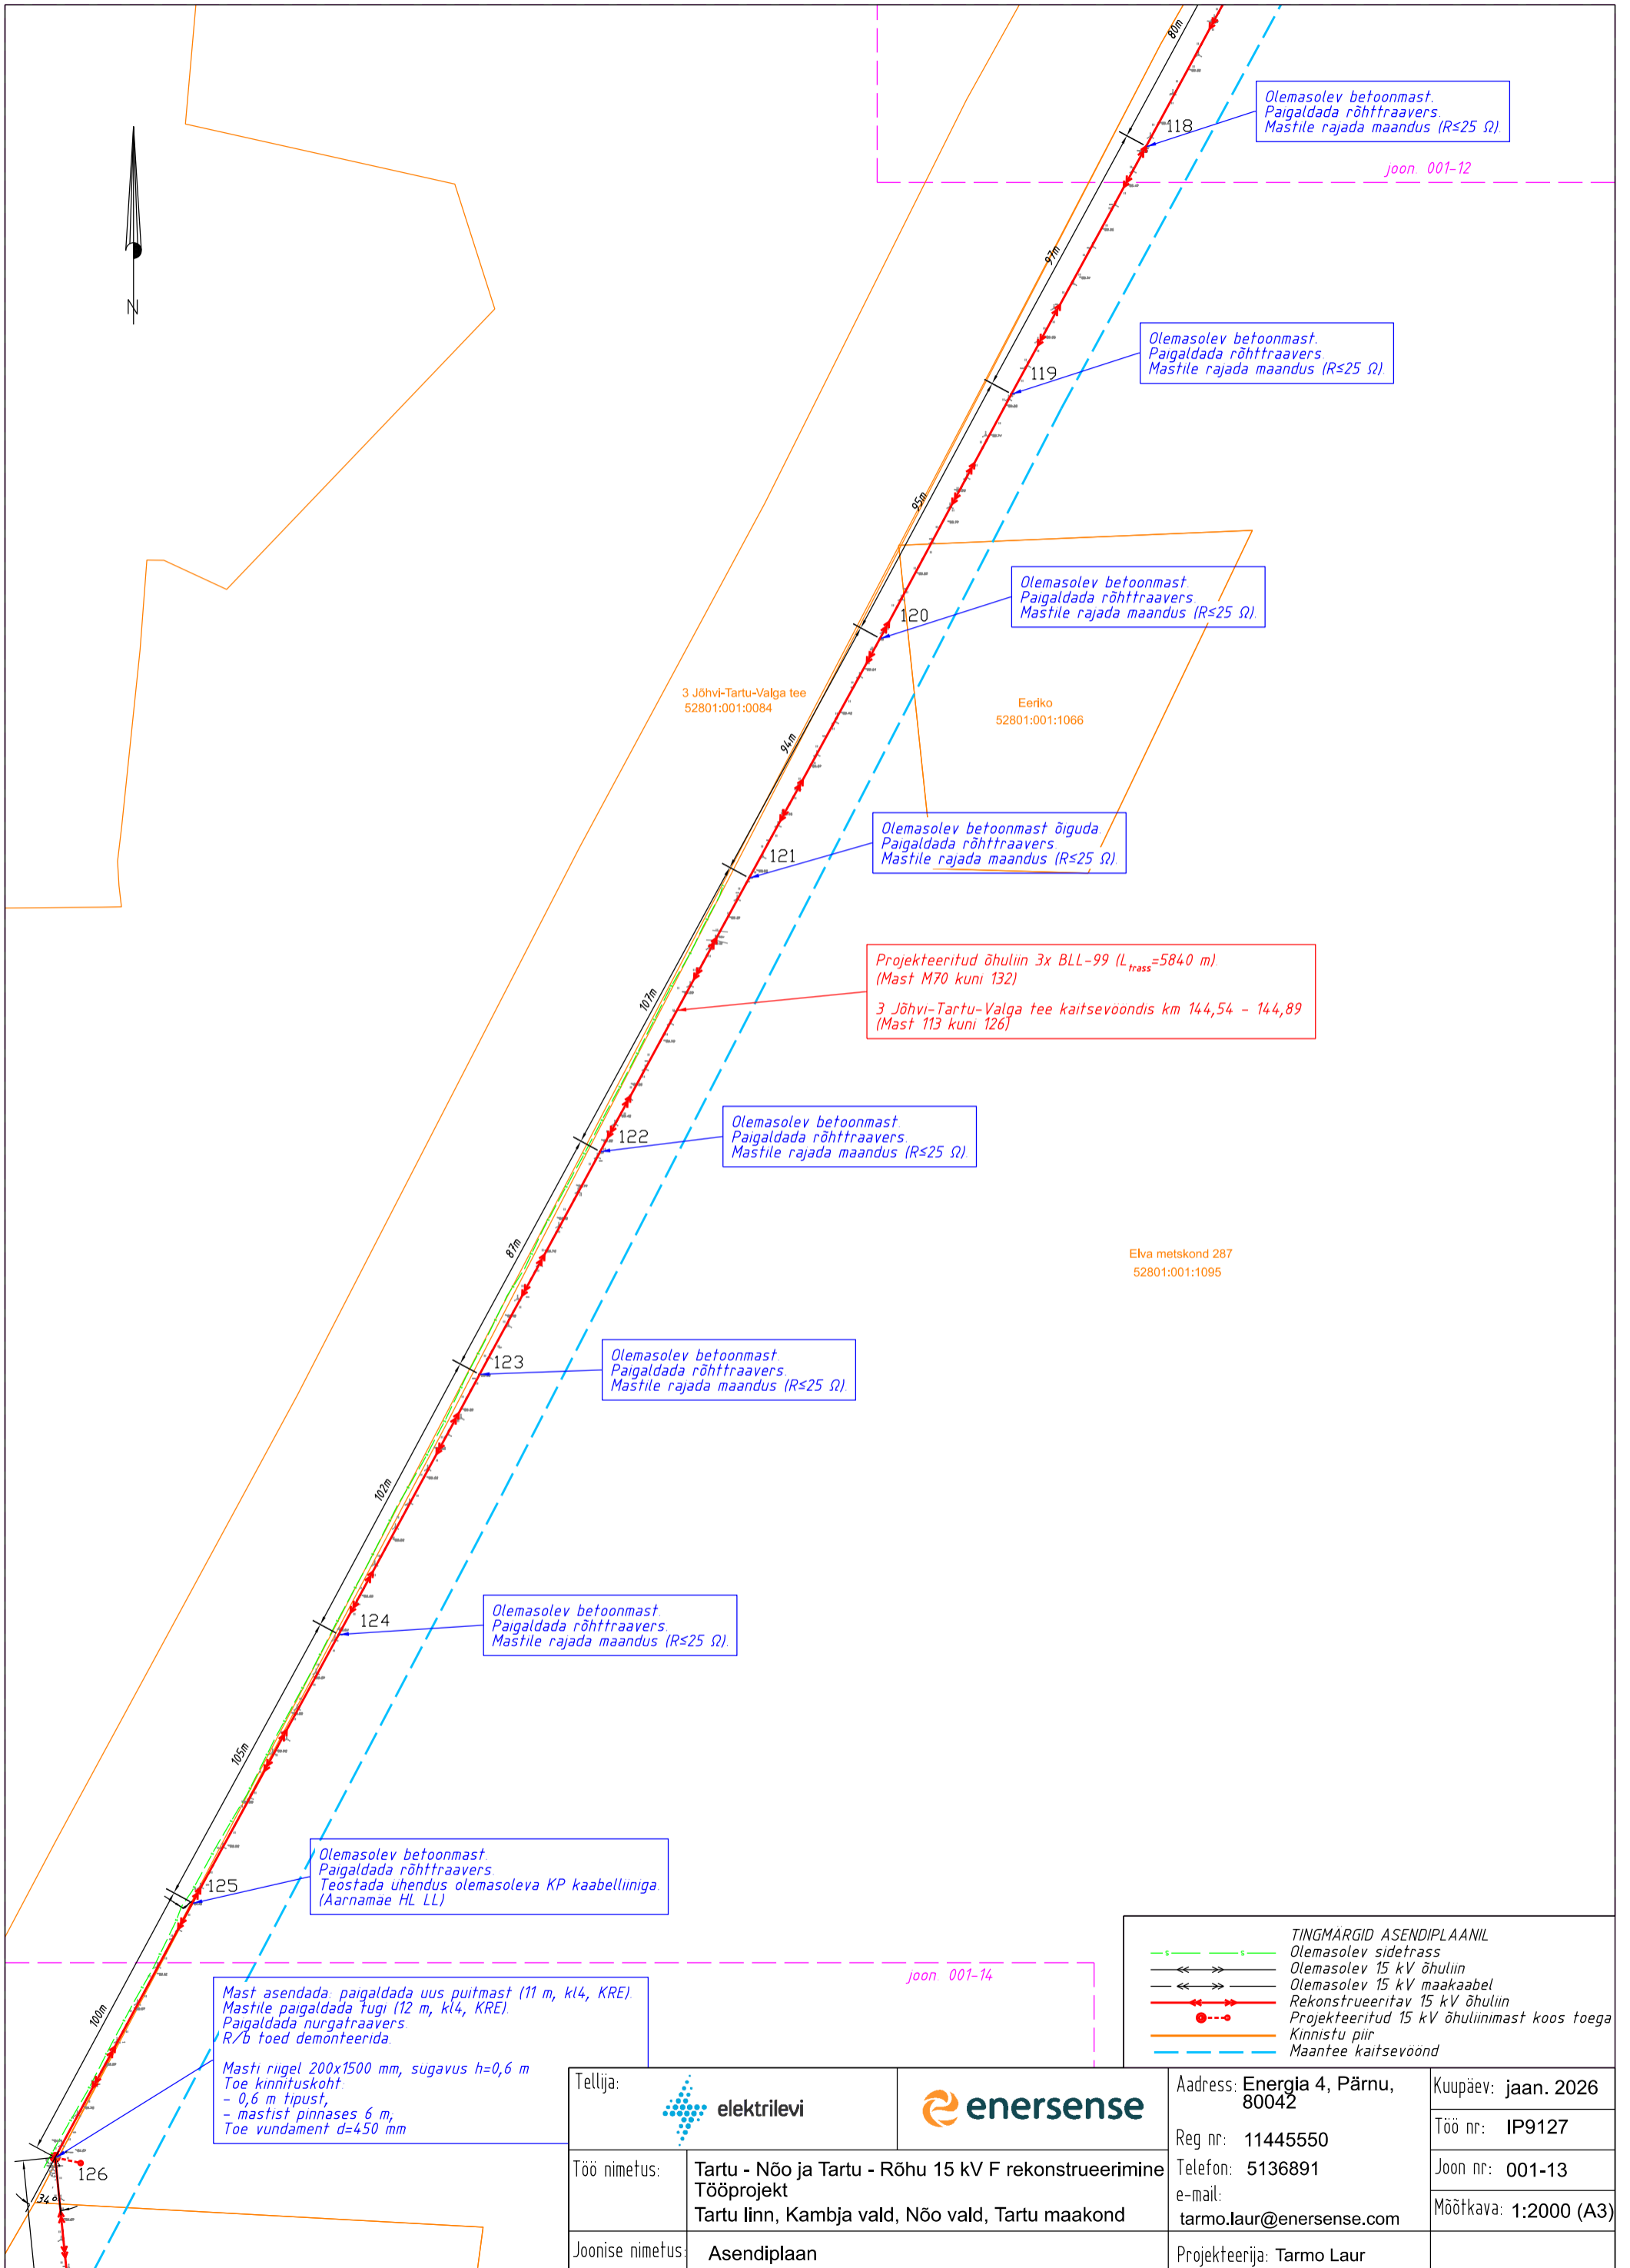 80m
Olemasolev betoonmast.
Paigaldada rõhttraavers.
Mastile rajada maandus (R≤25 Ω).
118
joon. 001-12
N
97m
Olemasolev betoonmast.
Paigaldada rõhttraavers.
Mastile rajada maandus (R≤25 Ω).
119
95m
Olemasolev betoonmast.
Paigaldada rõhttraavers.
Mastile rajada maandus (R≤25 Ω).
120
3 Jõhvi-Tartu-Valga tee
52801:001:0084
Eeriko
52801:001:1066
94m
Olemasolev betoonmast õiguda.
Paigaldada rõhttraavers.
Mastile rajada maandus (R≤25 Ω).
121
Projekteeritud õhuliin 3x BLL-99 (Ltrass=5840 m)
(Mast M70 kuni 132)
3 Jõhvi-Tartu-Valga tee kaitsevööndis km 144,54 - 144,89
(Mast 113 kuni 126)
107m
Olemasolev betoonmast.
Paigaldada rõhttraavers.
Mastile rajada maandus (R≤25 Ω).
122
87m
Elva metskond 287
52801:001:1095
Olemasolev betoonmast.
Paigaldada rõhttraavers.
Mastile rajada maandus (R≤25 Ω).
123
102m
Olemasolev betoonmast.
Paigaldada rõhttraavers.
Mastile rajada maandus (R≤25 Ω).
124
105m
Olemasolev betoonmast.
Paigaldada rõhttraavers.
Teostada ühendus olemasoleva KP kaabelliiniga.
(Aarnamäe HL LL)
125
joon. 001-14
100m
Mast asendada: paigaldada uus puitmast (11 m, kl4, KRE).
Mastile paigaldada tugi (12 m, kl4, KRE).
Paigaldada nurgatraavers.
R/b toed demonteerida.
Masti riigel 200x1500 mm, sügavus h=0,6 m
Toe kinnituskoht:
- 0,6 m tipust,
- mastist pinnases 6 m;
Toe vundament d=450 mm
126
34°
TINGMÄRGID ASENDIPLAANIL
Olemasolev sidetrass
Olemasolev 15 kV õhuliin
Olemasolev 15 kV maakaabel
Rekonstrueeritav 15 kV õhuliin
Projekteeritud 15 kV õhuliinimast koos toega
Kinnistu piir
Maantee kaitsevöönd
Tellija:
elektrilevi
enersense
Aadress: Energia 4, Pärnu,
80042
Reg nr: 11445550
Telefon: 5136891
e-mail:
tarmo.laur@enersense.com
Kuupäev: jaan. 2026
Töö nr: IP9127
Joon nr: 001-13
Mõõtkava: 1:2000 (A3)
Töö nimetus: Tartu - Nõo ja Tartu - Rõhu 15 kV F rekonstrueerimine
Tööprojekt
Tartu linn, Kambja vald, Nõo vald, Tartu maakond
Joonise nimetus: Asendiplaan
Projekteerija: Tarmo Laur